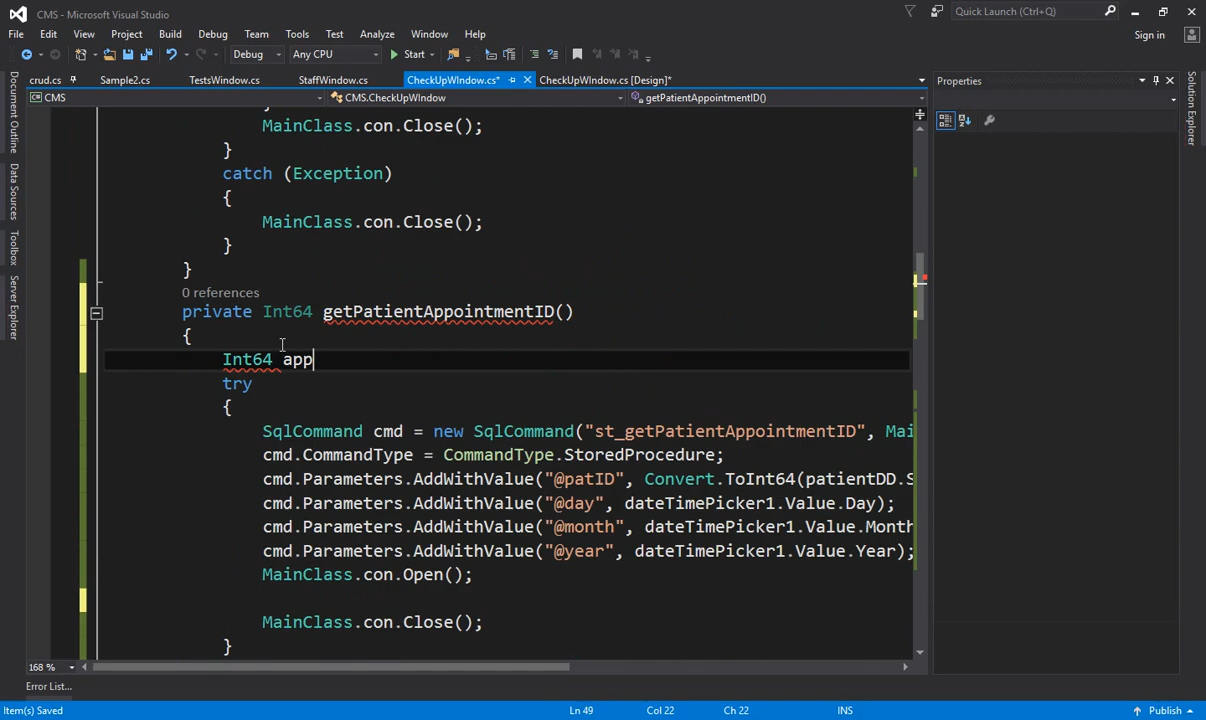 CMS - Microsoft Visual Studio
Quick Launch (Ctrl+Q)
File Edit View Project Build Debug Team Tools Test Analyze Window Help
Sign in
Debug Any CPU Start
crud.cs Sample2.cs TestsWindow.cs StaffWindow.cs CheckUpWIndow.cs* CheckUpWIndow.cs [Design]*
Properties
CMS CMS.CheckUpWIndow getPatientAppointmentID()
Document Outline
Data Sources
Toolbox
Server Explorer
Solution Explorer
}
MainClass.con.Close();
}
catch (Exception)
{
MainClass.con.Close();
}
}
0 references
private Int64 getPatientAppointmentID()
{
Int64 app
try
{
SqlCommand cmd = new SqlCommand("st_getPatientAppointmentID", Mai
cmd.CommandType = CommandType.StoredProcedure;
cmd.Parameters.AddWithValue("@patID", Convert.ToInt64(patientDD.S
cmd.Parameters.AddWithValue("@day", dateTimePicker1.Value.Day);
cmd.Parameters.AddWithValue("@month", dateTimePicker1.Value.Month
cmd.Parameters.AddWithValue("@year", dateTimePicker1.Value.Year);
MainClass.con.Open();
MainClass.con.Close();
}
168 %
Error List...
Item(s) Saved Ln 49 Col 22 Ch 22 INS Publish